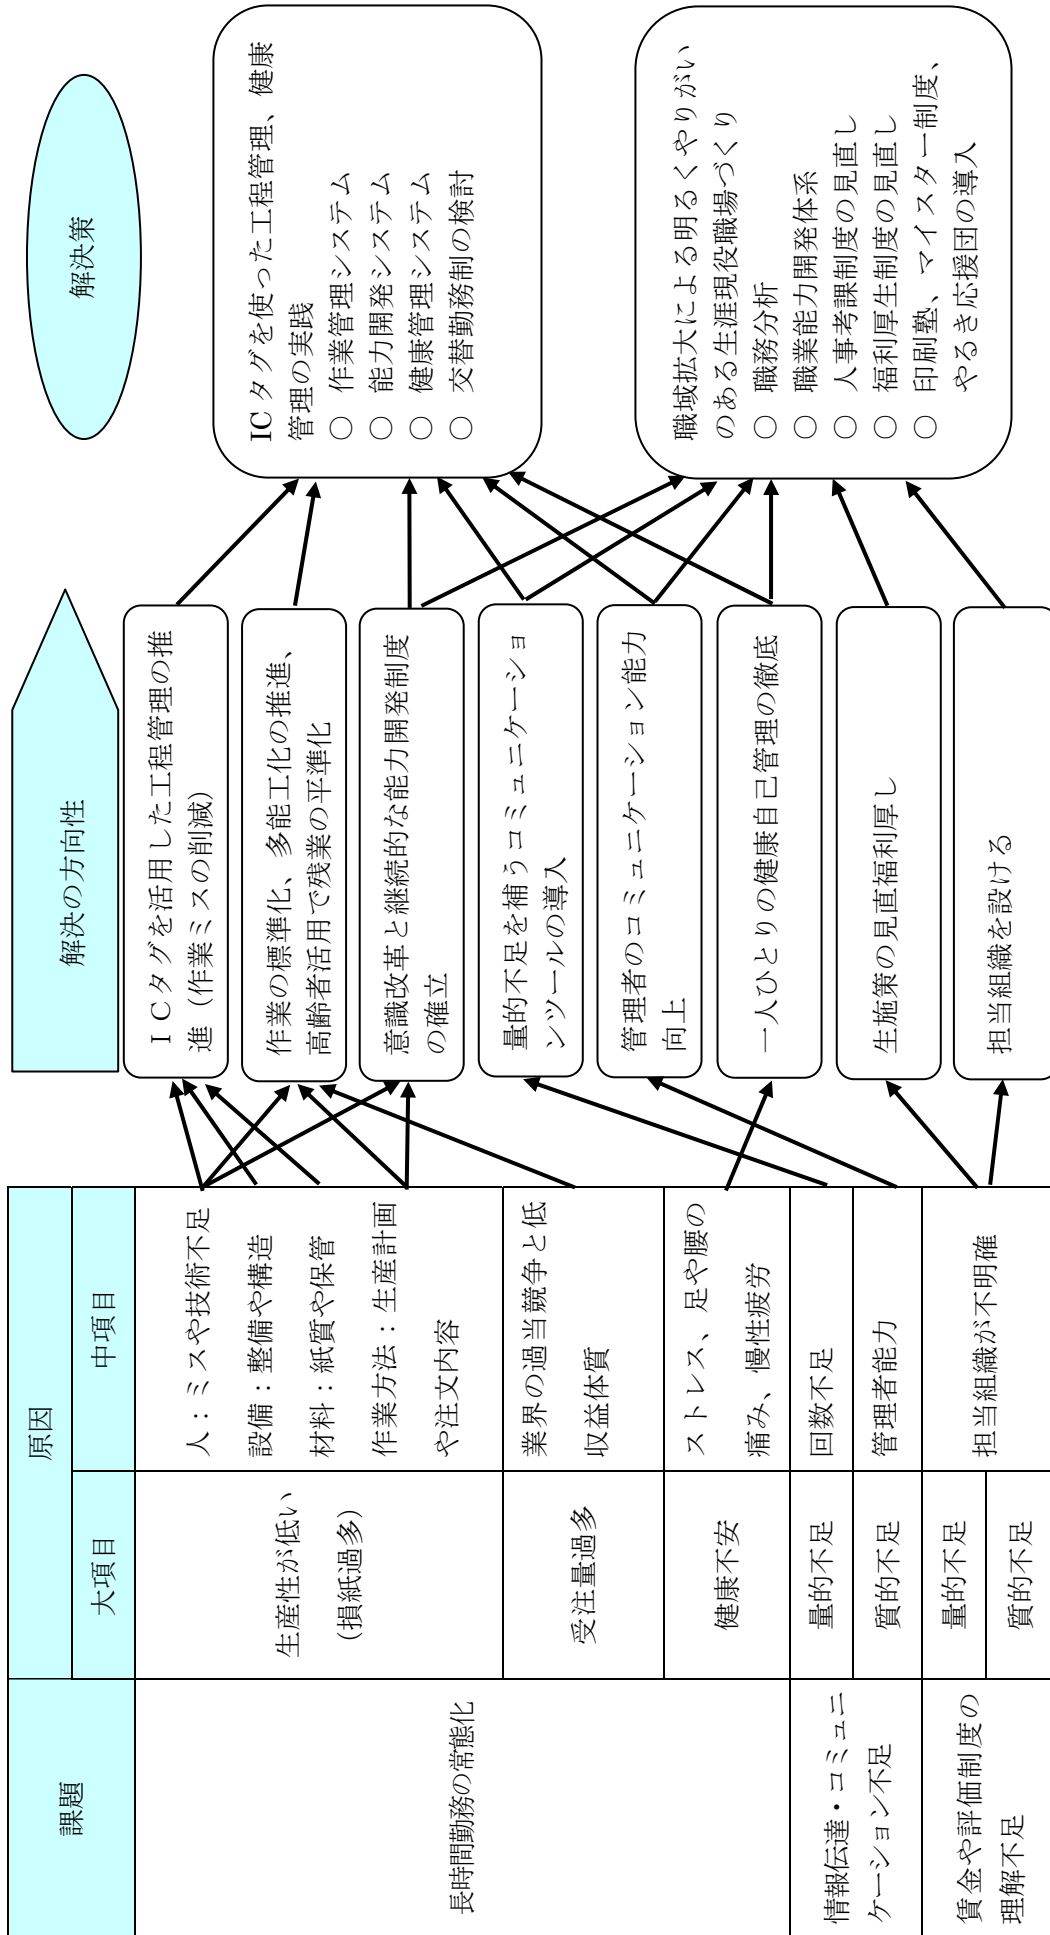 課題
原因
大項目
中項目
解決の方向性
解決策
長時間勤務の常態化
生産性が低い
(損紙過多)
人：ミスや技術不足
設備：整備や構造
材料：紙質や保管
作業方法：生産計画
や注文内容
受注量過多
業界の過当競争と低
収益体質
健康不安
ストレス、足や腰の
痛み、慢性疲労
情報伝達・コミュニ
ケーション不足
量的不足
回数不足
質的不足
管理者能力
賃金や評価制度の
理解不足
量的不足
質的不足
担当組織が不明確
ＩＣタグを活用した工程管理の推
進（作業ミスの削減）
作業の標準化、多能工化の推進、
高齢者活用で残業の平準化
意識改革と継続的な能力開発制度
の確立
量的不足を補うコミュニケーショ
ンツールの導入
管理者のコミュニケーション能力
向上
一人ひとりの健康自己管理の徹底
生施策の見直福利厚し
担当組織を設ける
ICタグを使った工程管理、健康
管理の実践
○ 作業管理システム
○ 能力開発システム
○ 健康管理システム
○ 交替勤務制の検討
職域拡大による明るくやりがい
のある生涯現役職場づくり
○ 職務分析
○ 職業能力開発体系
○ 人事考課制度の見直し
○ 福利厚生制度の見直し
○ 印刷塾、マイスター制度、
やるき応援団の導入